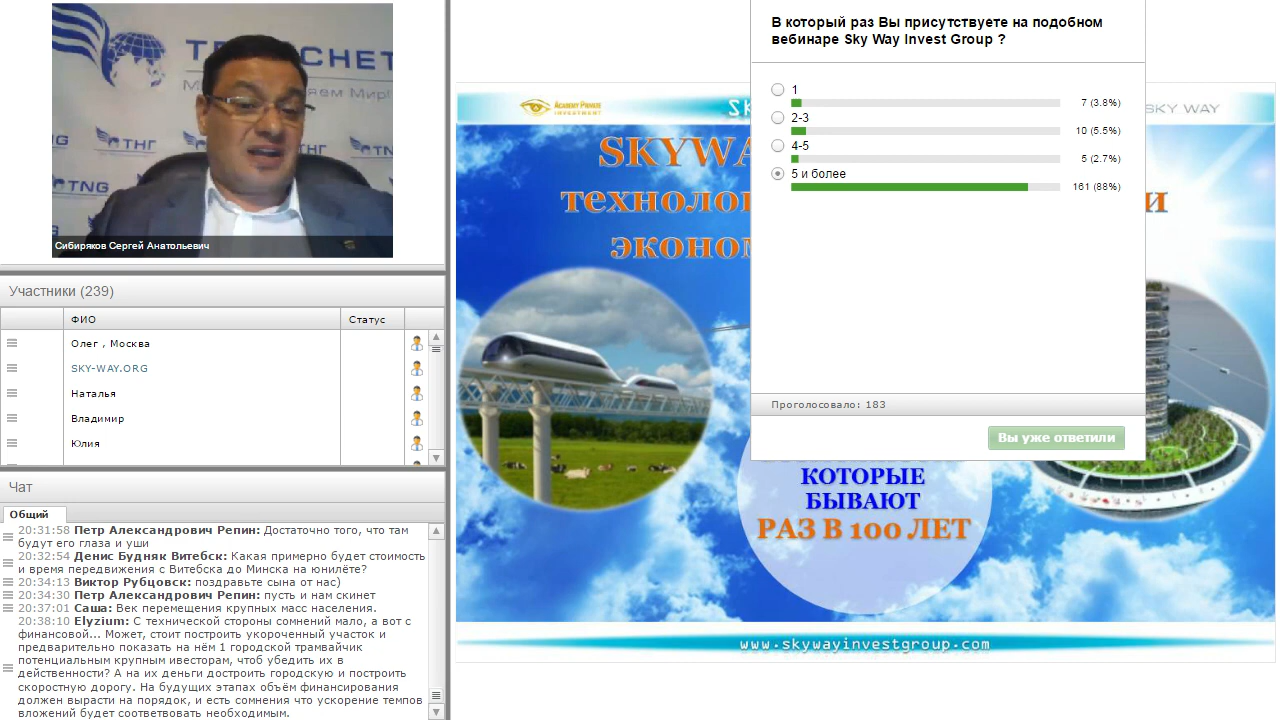 TNG
ТНГ
TNG
TNG
Сибиряков Сергей Анатольевич
Участники (239)
ФИО
Статус
Олег , Москва
SKY-WAY.ORG
Наталья
Владимир
Юлия
Чат
Общий
20:31:58 Петр Александрович Репин: Достаточно того, что там
будут его глаза и уши
20:32:54 Денис Будняк Витебск: Какая примерно будет стоимость
и время передвижения с Витебска до Минска на юнилёте?
20:34:13 Виктор Рубцовск: поздравьте сына от нас)
20:34:30 Петр Александрович Репин: пусть и нам скинет
20:37:01 Саша: Век перемещения крупных масс населения.
20:38:10 Elyzium: С технической стороны сомнений мало, а вот с
финансовой... Может, стоит построить укороченный участок и
предварительно показать на нём 1 городской трамвайчик
потенциальным крупным ивесторам, чтоб убедить их в
действенности? А на их деньги достроить городскую и построить
скоростную дорогу. На будущих этапах объём финансирования
должен вырасти на порядок, и есть сомнения что ускорение темпов
вложений будет соответвовать необходимым.
ACADEMY PRIVATE
INVESTMENT
SKY WAY
SKYWA
технолог
и
эконом
В который раз Вы присутствуете на подобном
вебинаре Sky Way Invest Group ?
1
7 (3.8%)
2-3
10 (5.5%)
4-5
5 (2.7%)
5 и более
161 (88%)
Проголосовало: 183
Вы уже ответили
КОТОРЫЕ
БЫВАЮТ
РАЗ В 100 ЛЕТ
www.skywayinvestgroup.com